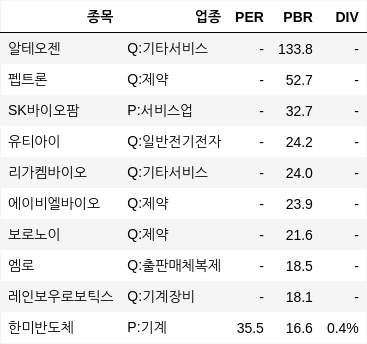 종목 업종 PER PBR DIV
알테오젠 Q:기타서비스 - 133.8 -
펩트론 Q:제약 - 52.7 -
SK바이오팜 P:서비스업 - 32.7 -
유티아이 Q:일반전기전자 - 24.2 -
리가켐바이오 Q:기타서비스 - 24.0 -
에이비엘바이오 Q:제약 - 23.9 -
보로노이 Q:제약 - 21.6 -
엠로 Q:출판매체복제 - 18.5 -
레인보우로보틱스 Q:기계장비 - 18.1 -
한미반도체 P:기계 35.5 16.6 0.4%